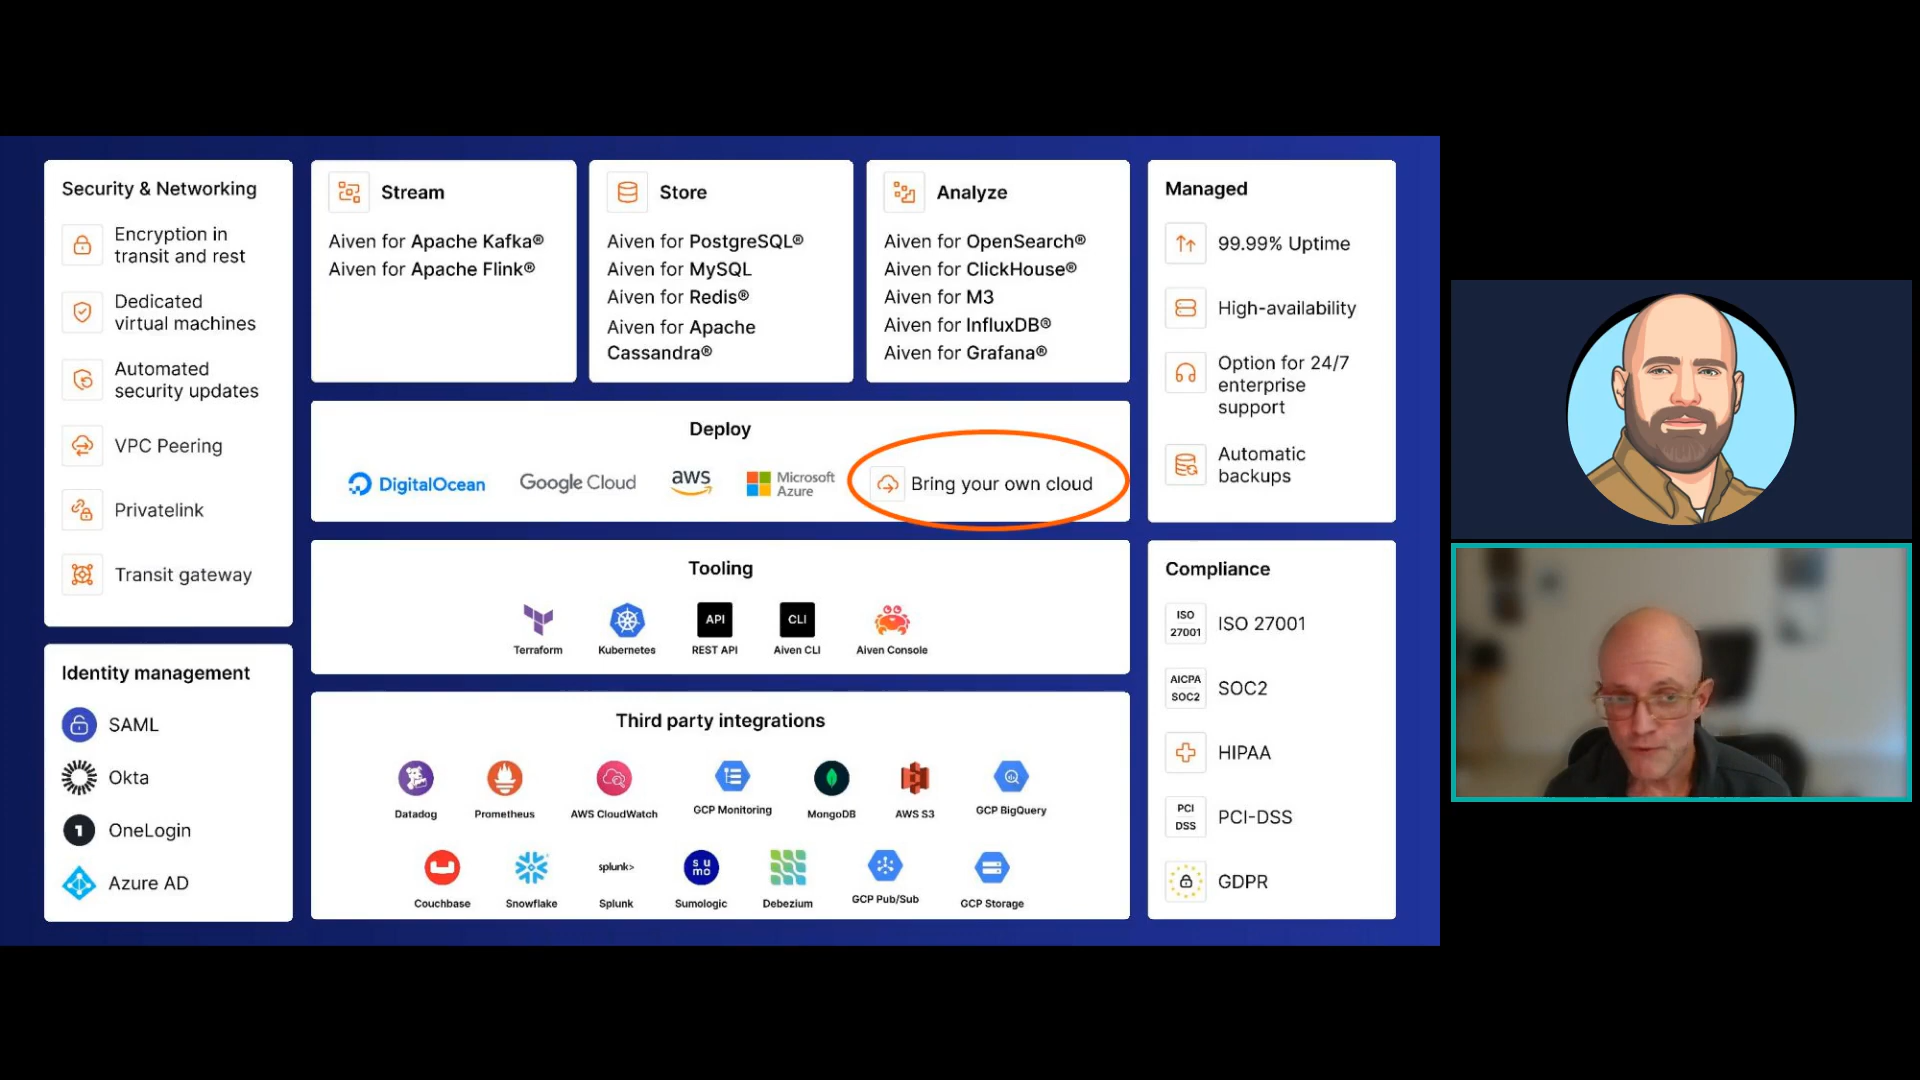 Security & Networking
Encryption in
transit and rest
Dedicated
virtual machines
Automated
security updates
VPC Peering
Privatelink
Transit gateway
Identity management
SAML
Okta
1
OneLogin
Azure AD
Stream
Aiven for Apache Kafka®
Aiven for Apache Flink®
Store
Aiven for PostgreSQL®
Aiven for MySQL
Aiven for Redis®
Aiven for Apache
Cassandra®
Analyze
Aiven for OpenSearch®
Aiven for ClickHouse®
Aiven for M3
Aiven for InfluxDB®
Aiven for Grafana®
Deploy
DigitalOcean
Google Cloud
aws
Microsoft
Azure
Bring your own cloud
Tooling
Terraform
Kubernetes
API
REST API
CLI
Aiven CLI
Aiven Console
Third party integrations
Datadog
Prometheus
AWS CloudWatch
GCP Monitoring
MongoDB
AWS S3
GCP BigQuery
Couchbase
Snowflake
splunk>
Splunk
su
mo
Sumologic
Debezium
GCP Pub/Sub
GCP Storage
Managed
99.99% Uptime
High-availability
Option for 24/7
enterprise
support
Automatic
backups
Compliance
ISO
27001
ISO 27001
AICPA
SOC2
SOC2
HIPAA
PCI
DSS
PCI-DSS
GDPR